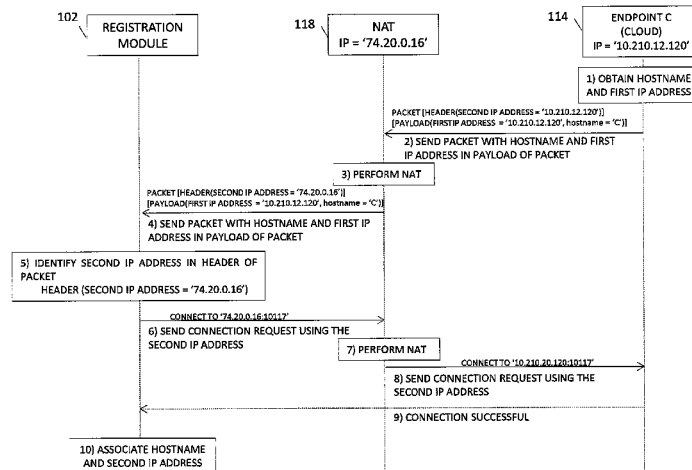 102
REGISTRATION
MODULE
118
NAT
IP = '74.20.0.16'
114
ENDPOINT C
(CLOUD)
IP = '10.210.12.120'
1) OBTAIN HOSTNAME
AND FIRST IP ADDRESS
PACKET [HEADER(SECOND IP ADDRESS = '10.210.12.120')]
[PAYLOAD(FIRST IP ADDRESS = '10.210.12.120', hostname = 'C')]
2) SEND PACKET WITH HOSTNAME AND FIRST
IP ADDRESS IN PAYLOAD OF PACKET
3) PERFORM NAT
PACKET [HEADER(SECOND IP ADDRESS = '74.20.0.16')]
[PAYLOAD(FIRST IP ADDRESS = '10.210.12.120', hostname = 'C')]
4) SEND PACKET WITH HOSTNAME AND FIRST IP
ADDRESS IN PAYLOAD OF PACKET
5) IDENTIFY SECOND IP ADDRESS IN HEADER OF
PACKET
HEADER (SECOND IP ADDRESS = '74.20.0.16')
CONNECT TO '74.20.0.16:10117'
6) SEND CONNECTION REQUEST USING THE
SECOND IP ADDRESS
7) PERFORM NAT
CONNECT TO '10.210.20.120:10117'
8) SEND CONNECTION REQUEST USING THE
SECOND IP ADDRESS
9) CONNECTION SUCCESSFUL
10) ASSOCIATE HOSTNAME
AND SECOND IP ADDRESS